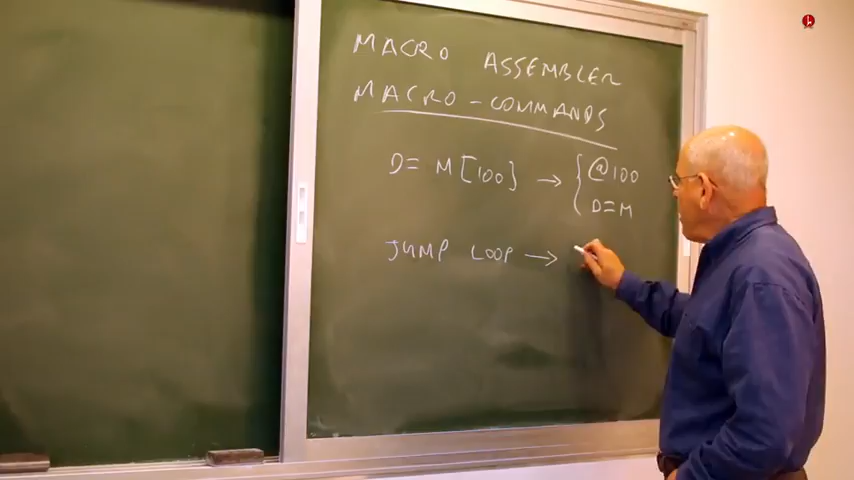 MACRO ASSEMBLER
MACRO-COMMANDS
D= M[100] → { @100
D=M
JUMP LOOP →